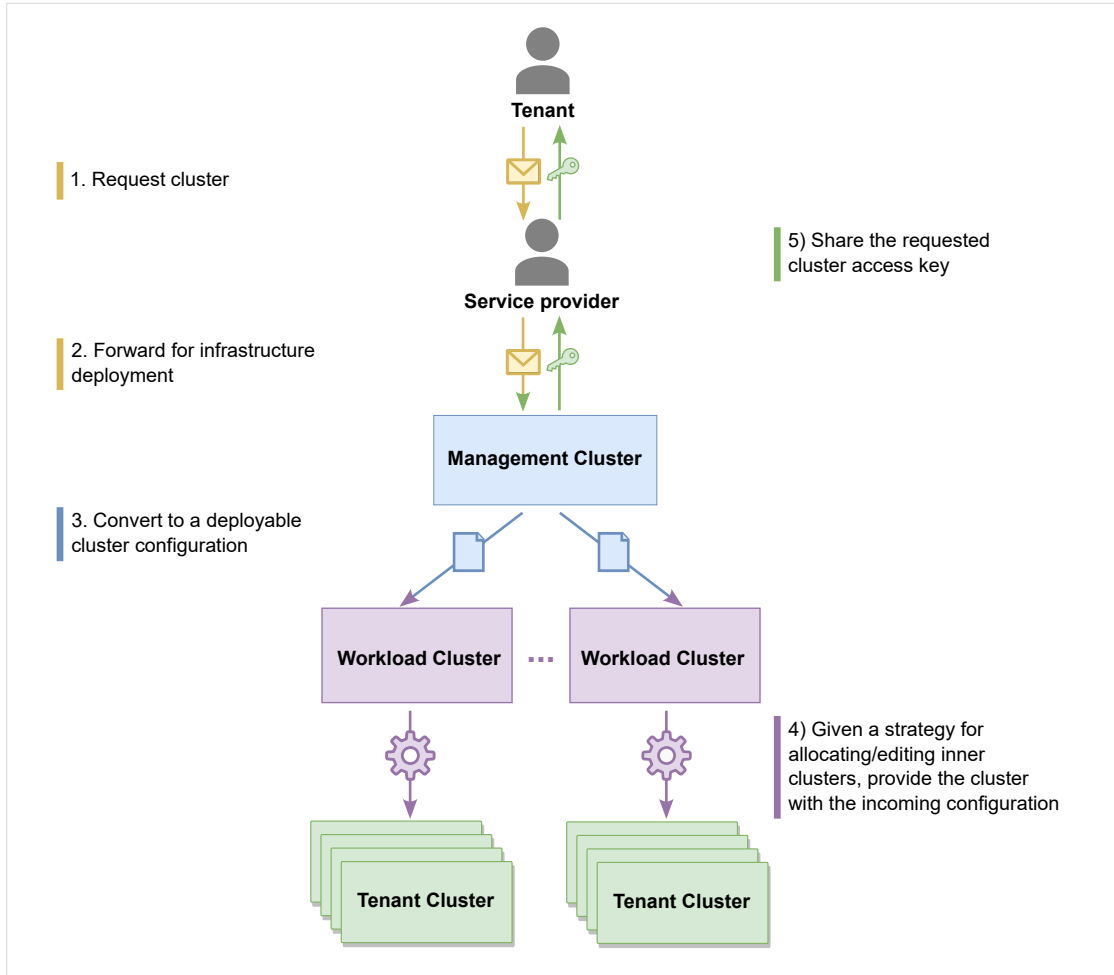 Tenant
1. Request cluster
5) Share the requested
cluster access key
Service provider
2. Forward for infrastructure
deployment
Management Cluster
3. Convert to a deployable
cluster configuration
Workload Cluster
Workload Cluster
4) Given a strategy for
allocating/editing inner
clusters, provide the cluster
with the incoming configuration
Tenant Cluster
Tenant Cluster